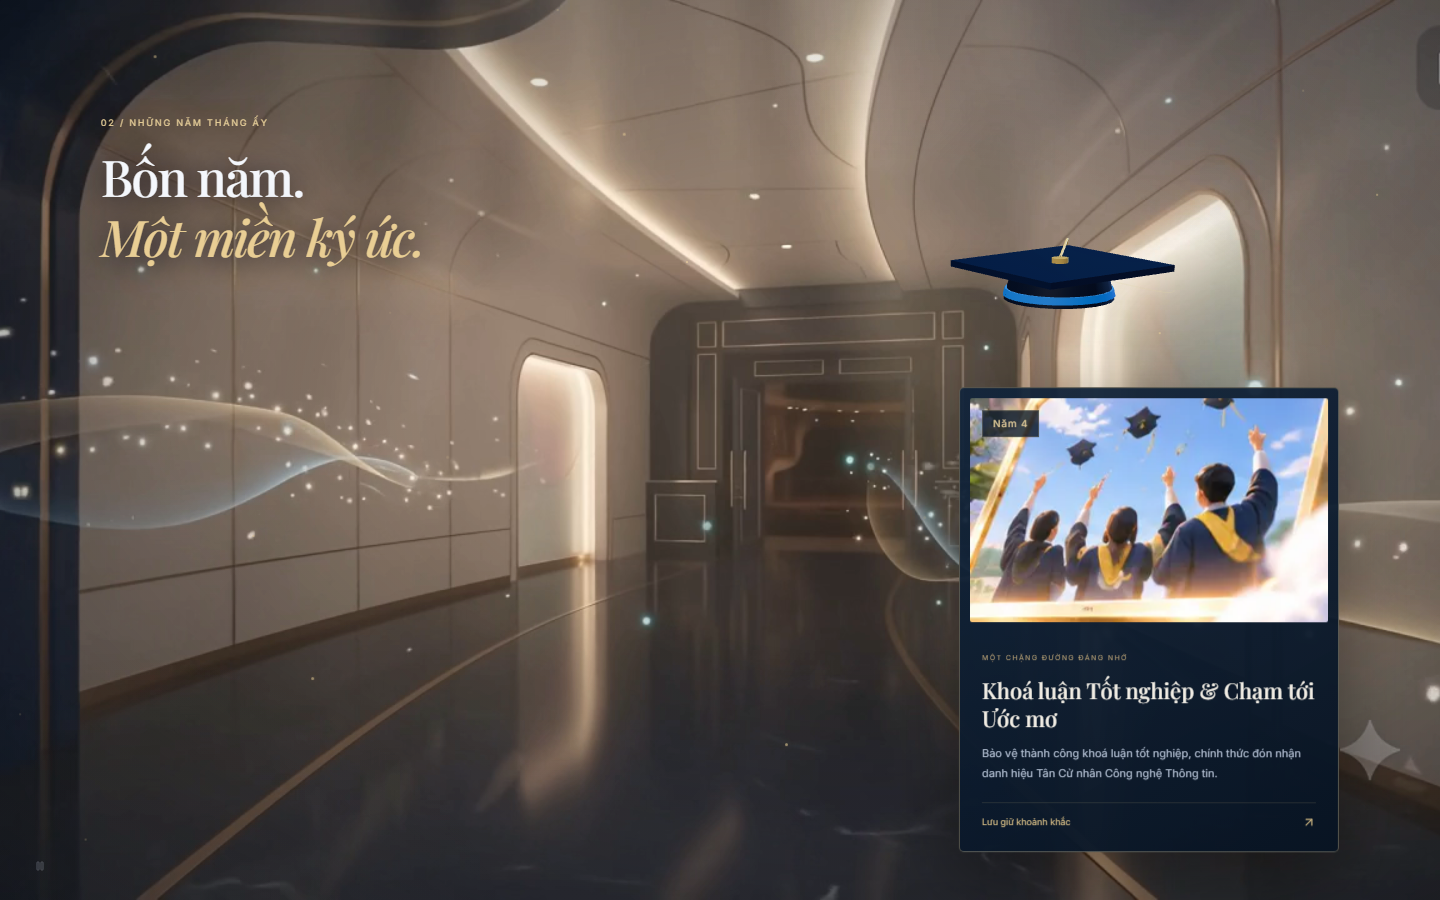 02 / NHỮNG NĂM THÁNG ẤY
Bốn năm.
Một miền ký ức.
Năm 4
MỘT CHẶNG ĐƯỜNG ĐÁNG NHỚ
Khoá luận Tốt nghiệp & Chạm tới
Ước mơ
Bảo vệ thành công khoá luận tốt nghiệp, chính thức đón nhận
danh hiệu Tân Cử nhân Công nghệ Thông tin.
Lưu giữ khoảnh khắc